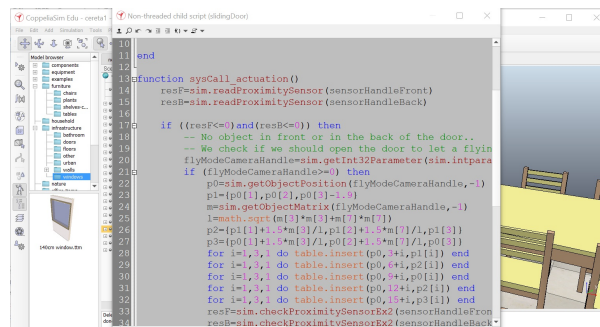 CoppeliaSim Edu - cereta1
File Edit Add Simulation Tools
Model browser
components
equipment
examples
furniture
chairs
plants
shelves-c...
tables
household
infrastructure
bathroom
doors
floors
other
urban
walls
windows
nature
140cm window.ttm
Non-threaded child script (slidingDoor)
f()
10
11 end
12
13 function sysCall_actuation()
14 resF=sim.readProximitySensor(sensorHandleFront)
15 resB=sim.readProximitySensor(sensorHandleBack)
16
17 if ((resF<=0)and(resB<=0)) then
18 -- No object in front or in the back of the door..
19 -- We check if we should open the door to let a flyin
20 flyModeCameraHandle=sim.getInt32Parameter(sim.intpara
21 if (flyModeCameraHandle>=0) then
22 p0=sim.getObjectPosition(flyModeCameraHandle,-1)
23 p1={p0[1],p0[2],p0[3]-1.9}
24 m=sim.getObjectMatrix(flyModeCameraHandle,-1)
25 l=math.sqrt(m[3]*m[3]+m[7]*m[7])
26 p2={p1[1]+1.5*m[3]/l,p1[2]+1.5*m[7]/l,p1[3]}
27 p3={p0[1]+1.5*m[3]/l,p0[2]+1.5*m[7]/l,p0[3]}
28 for i=1,3,1 do table.insert(p0,3+i,p1[i]) end
29 for i=1,3,1 do table.insert(p0,6+i,p2[i]) end
30 for i=1,3,1 do table.insert(p0,9+i,p0[i]) end
31 for i=1,3,1 do table.insert(p0,12+i,p2[i]) end
32 for i=1,3,1 do table.insert(p0,15+i,p3[i]) end
33 resF=sim.checkProximitySensorEx2(sensorHandleFron
34 resB=sim.checkProximitySensorEx2(sensorHandleBack